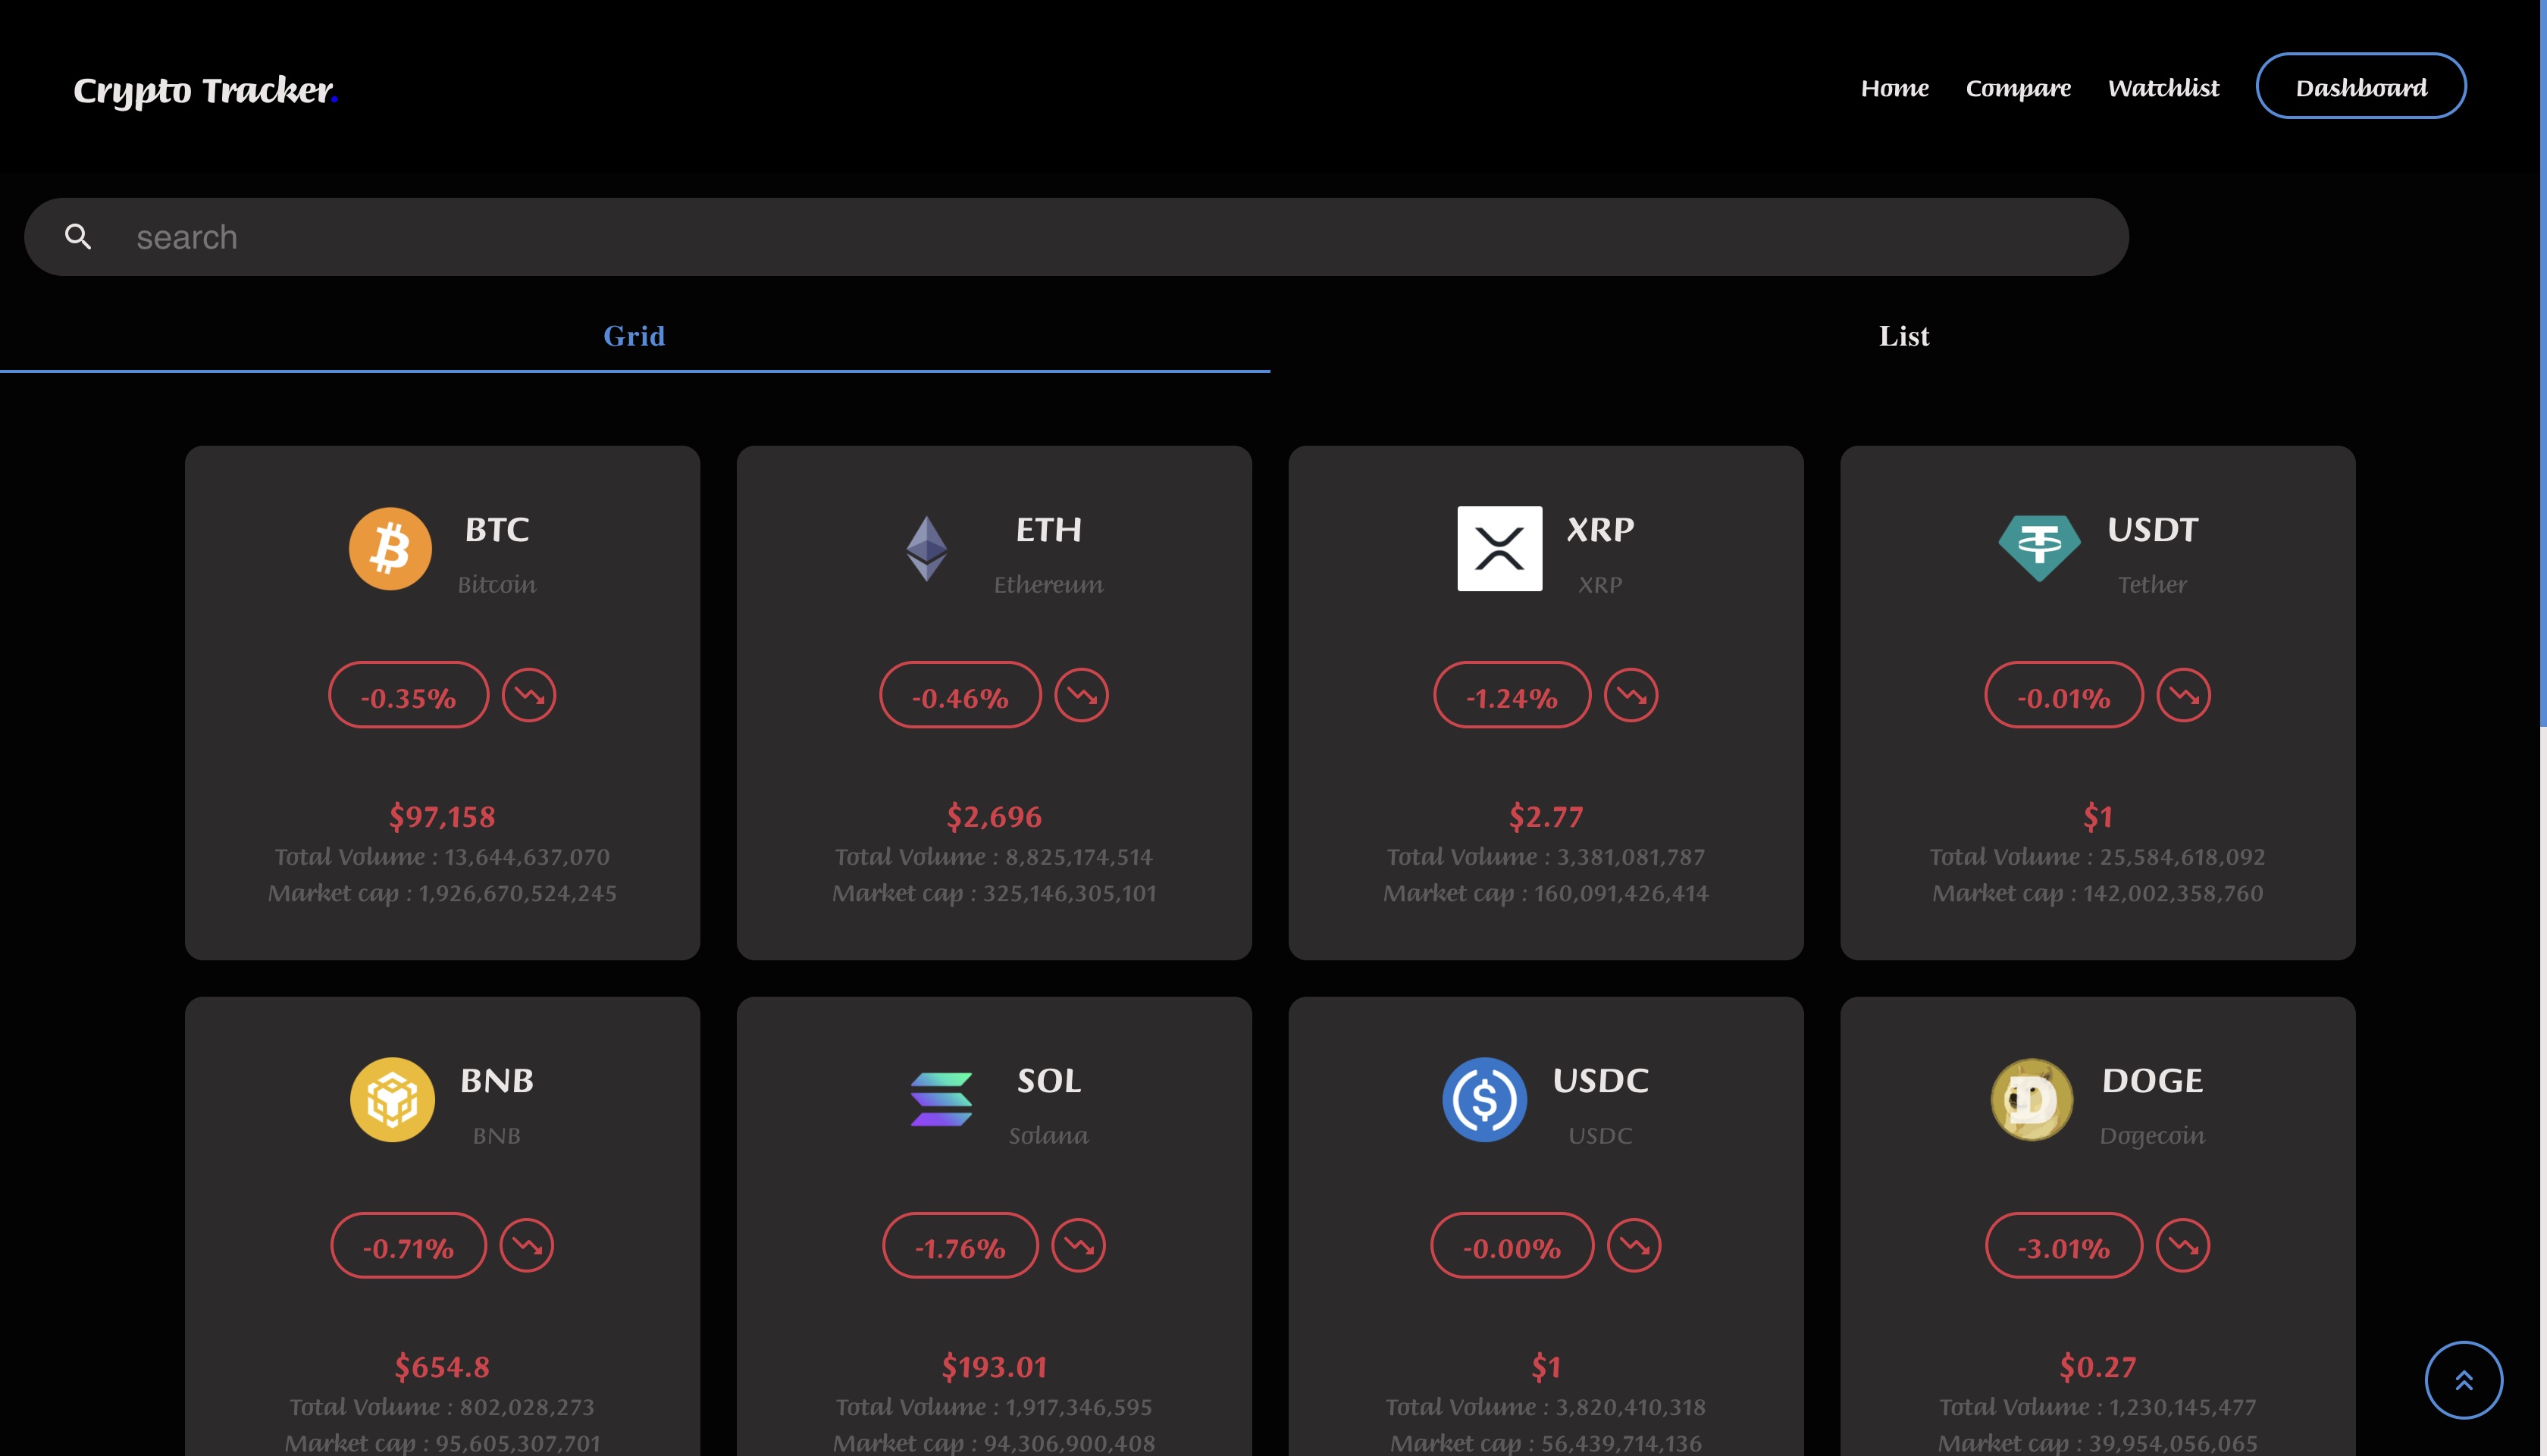 Crypto Tracker.
Home Compare Watchlist Dashboard
search
Grid List
BTC
Bitcoin
-0.35%
$97,158
Total Volume : 13,644,637,070
Market cap : 1,926,670,524,245
ETH
Ethereum
-0.46%
$2,696
Total Volume : 8,825,174,514
Market cap : 325,146,305,101
XRP
XRP
-1.24%
$2.77
Total Volume : 3,381,081,787
Market cap : 160,091,426,414
USDT
Tether
-0.01%
$1
Total Volume : 25,584,618,092
Market cap : 142,002,358,760
BNB
BNB
-0.71%
$654.8
Total Volume : 802,028,273
Market cap : 95,605,307,701
SOL
Solana
-1.76%
$193.01
Total Volume : 1,917,346,595
Market cap : 94,306,900,408
USDC
USDC
-0.00%
$1
Total Volume : 3,820,410,318
Market cap : 56,439,714,136
DOGE
Dogecoin
-3.01%
$0.27
Total Volume : 1,230,145,477
Market cap : 39,954,056,065